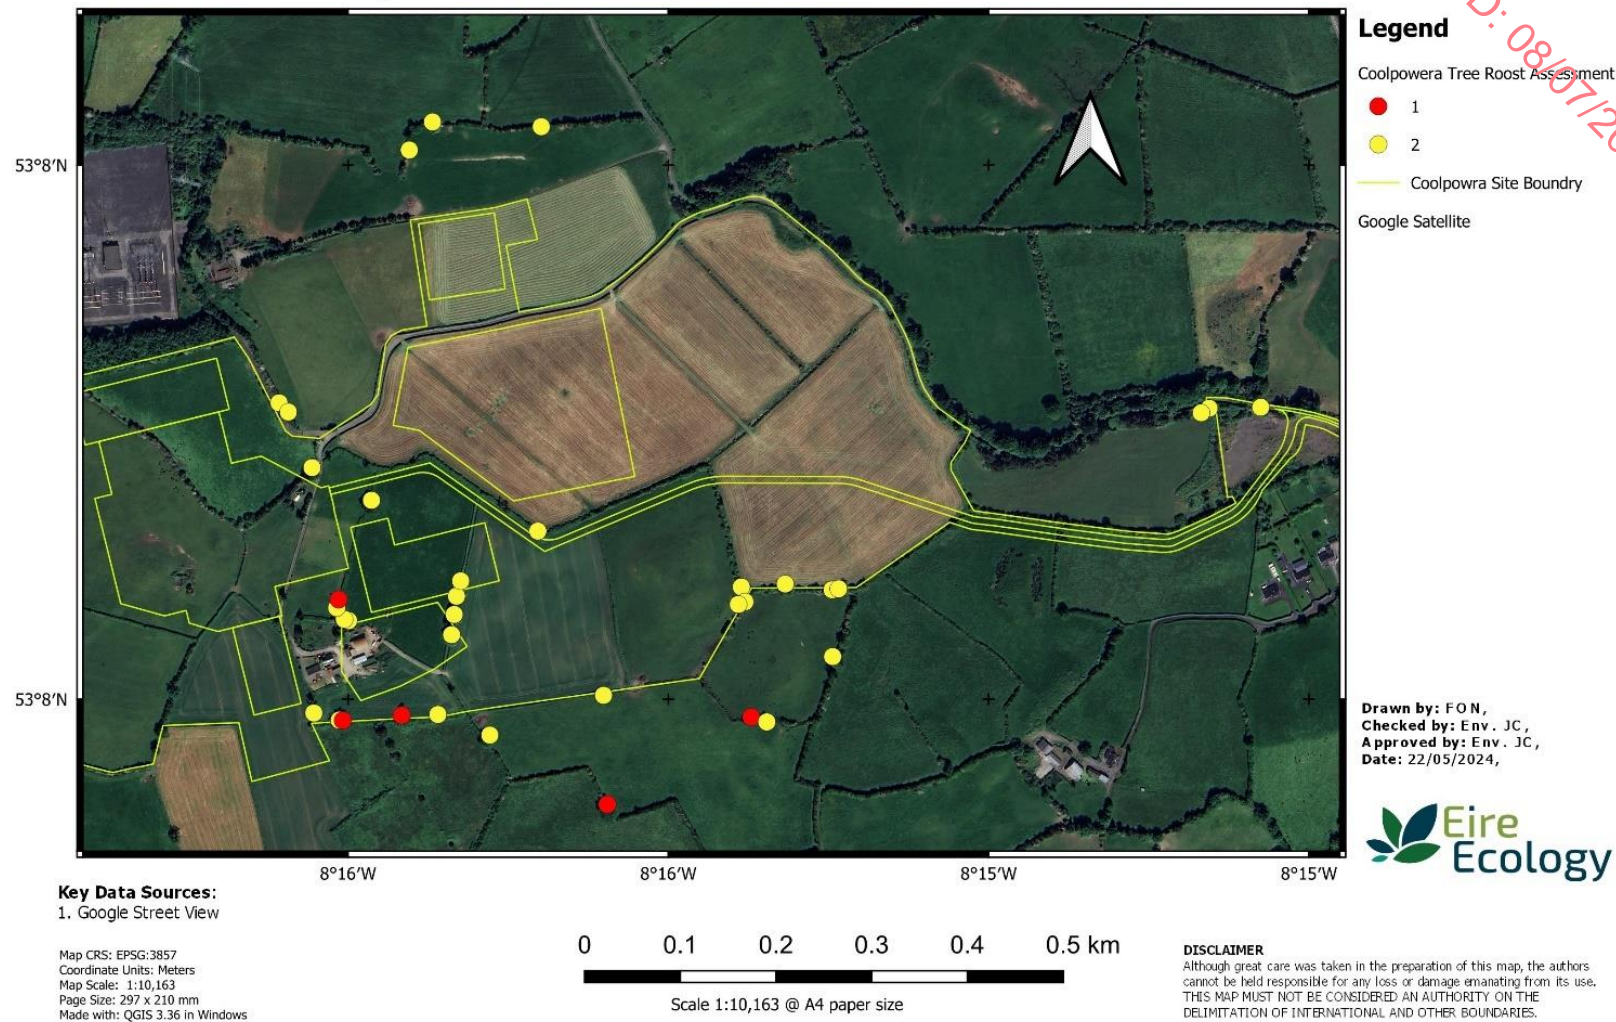 D: 08/07/20
Legend
Coolpowera Tree Roost Assessment
1
2
Coolpowra Site Boundry
Google Satellite
53°8′N
53°8′N
8°16′W
8°16′W
8°15′W
8°15′W
Drawn by: FON,
Checked by: Env. JC,
Approved by: Env. JC,
Date: 22/05/2024,
Eire
Ecology
Key Data Sources:
1. Google Street View
Map CRS: EPSG:3857
Coordinate Units: Meters
Map Scale: 1:10,163
Page Size: 297 x 210 mm
Made with: QGIS 3.36 in Windows
0 0.1 0.2 0.3 0.4 0.5 km
Scale 1:10,163 @ A4 paper size
DISCLAIMER
Although great care was taken in the preparation of this map, the authors
cannot be held responsible for any loss or damage emanating from its use.
THIS MAP MUST NOT BE CONSIDERED AN AUTHORITY ON THE
DELIMITATION OF INTERNATIONAL AND OTHER BOUNDARIES.